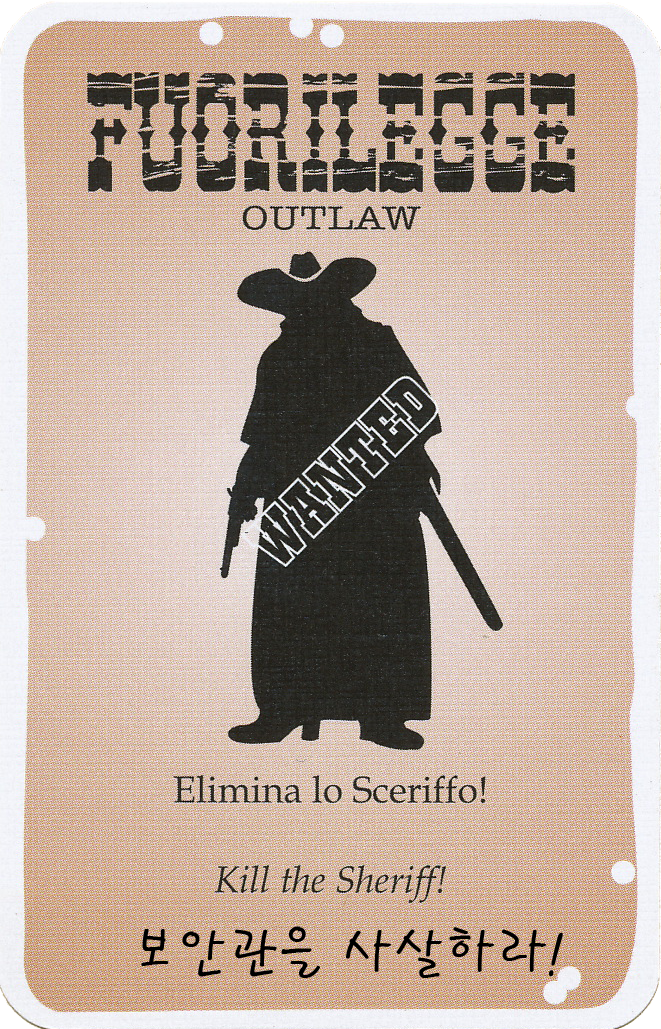 FUORILEGGE
OUTLAW
WANTED
Elimina lo Sceriffo!
Kill the Sheriff!
보안관을 사살하라!